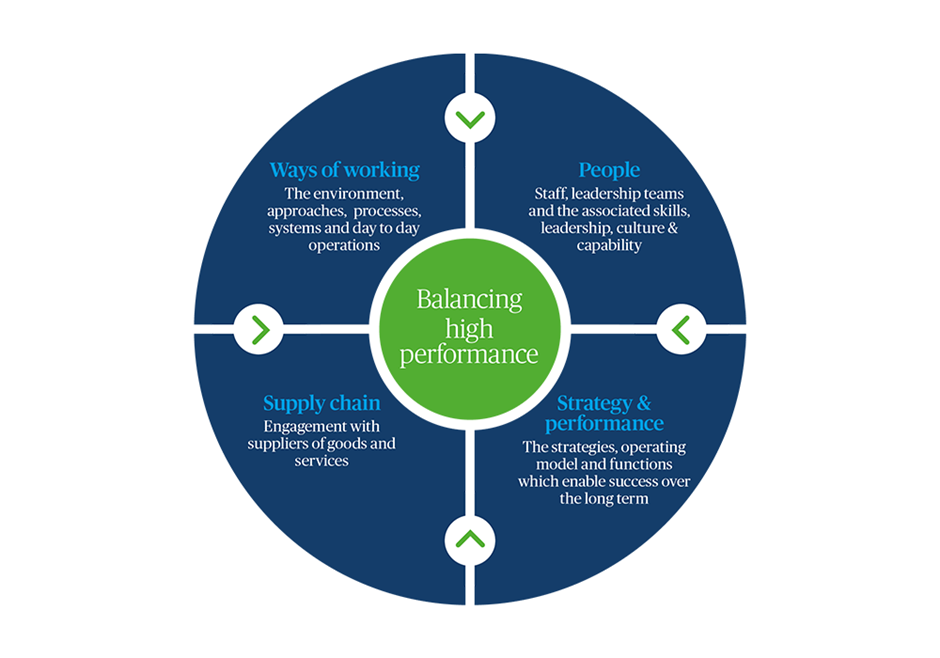 Ways of working
The environment,
approaches, processes,
systems and day to day
operations
People
Staff, leadership teams
and the associated skills,
leadership, culture &
capability
Balancing
high
performance
Supply chain
Engagement with
suppliers of goods and
services
Strategy &
performance
The strategies, operating
model and functions
which enable success over
the long term